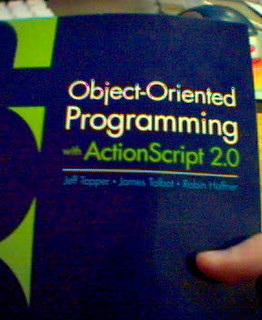 Object-Oriented
Programming
with ActionScript 2.0
Jeff Tapper • James Talbot • Robin Haffner